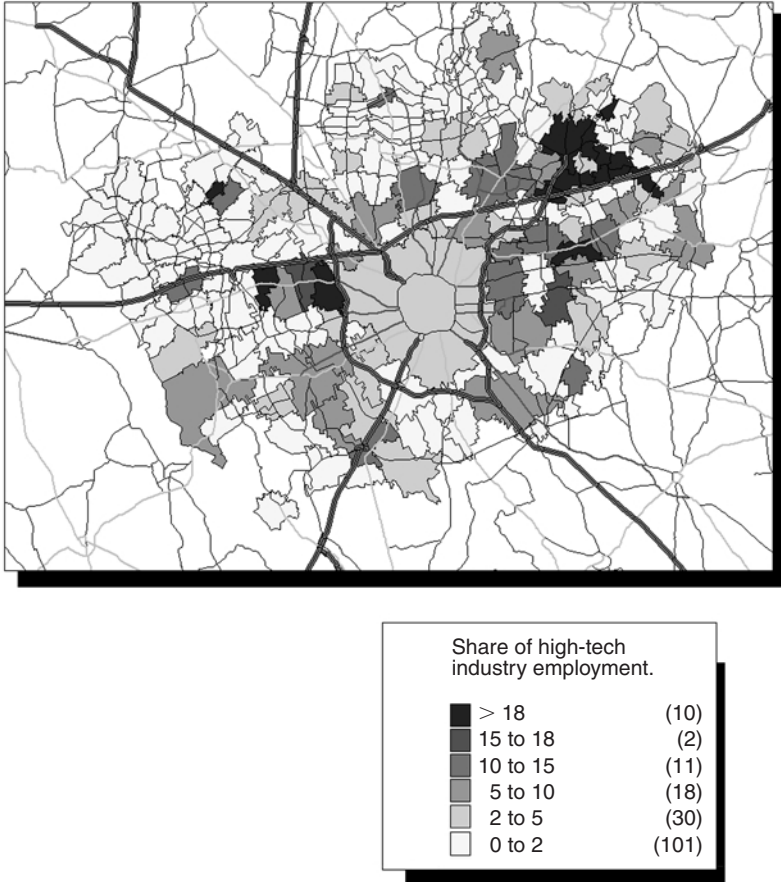 Share of high-tech
industry employment.
> 18 (10)
15 to 18 (2)
10 to 15 (11)
5 to 10 (18)
2 to 5 (30)
0 to 2 (101)